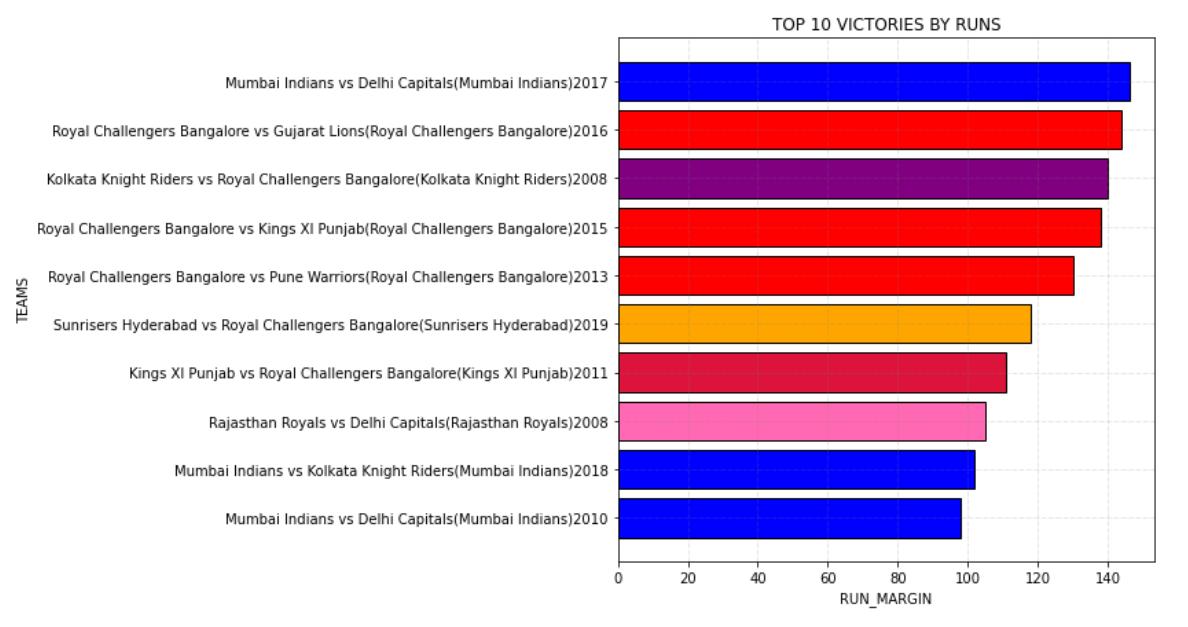 TOP 10 VICTORIES BY RUNS
Mumbai Indians vs Delhi Capitals(Mumbai Indians)2017
Royal Challengers Bangalore vs Gujarat Lions(Royal Challengers Bangalore)2016
Kolkata Knight Riders vs Royal Challengers Bangalore(Kolkata Knight Riders)2008
Royal Challengers Bangalore vs Kings XI Punjab(Royal Challengers Bangalore)2015
Royal Challengers Bangalore vs Pune Warriors(Royal Challengers Bangalore)2013
Sunrisers Hyderabad vs Royal Challengers Bangalore(Sunrisers Hyderabad)2019
Kings XI Punjab vs Royal Challengers Bangalore(Kings XI Punjab)2011
Rajasthan Royals vs Delhi Capitals(Rajasthan Royals)2008
Mumbai Indians vs Kolkata Knight Riders(Mumbai Indians)2018
Mumbai Indians vs Delhi Capitals(Mumbai Indians)2010
TEAMS
0 20 40 60 80 100 120 140
RUN_MARGIN